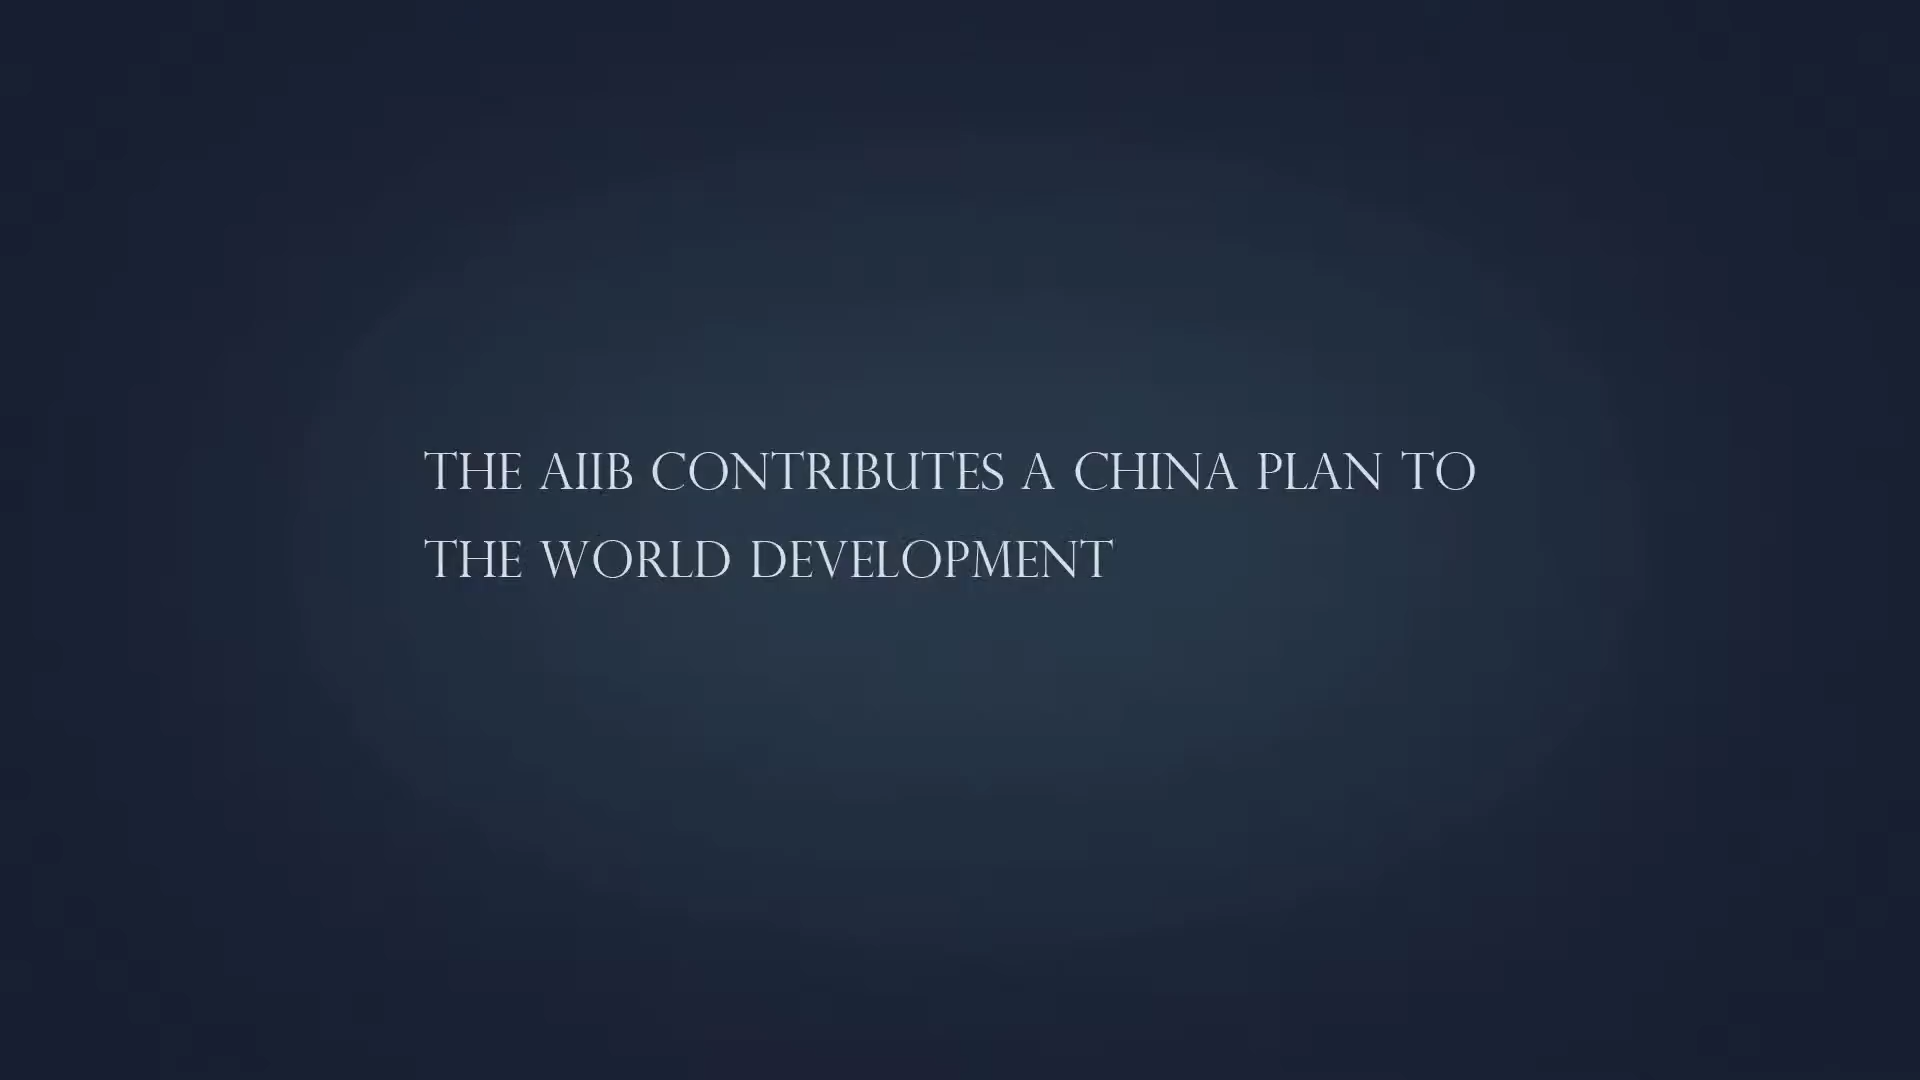 THE AIIB CONTRIBUTES A CHINA PLAN TO
THE WORLD DEVELOPMENT